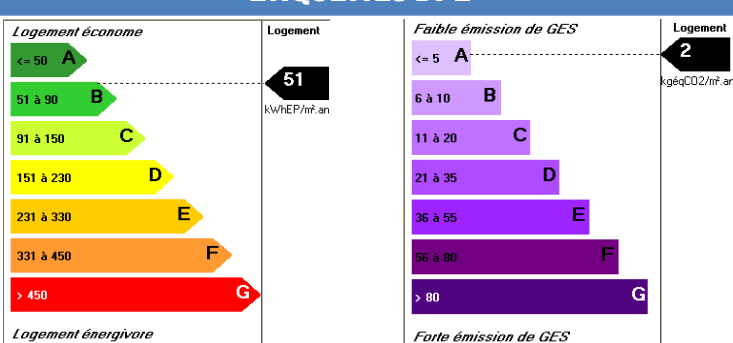 Logement économe
Logement
<= 50 A
51 à 90 B
91 à 150 C
151 à 230 D
231 à 330 E
331 à 450 F
> 450 G
51
kWhEP/m².an
Logement énergivore
Faible émission de GES
Logement
<= 5 A
6 à 10 B
11 à 20 C
21 à 35 D
36 à 55 E
56 à 80 F
> 80 G
2
kgéqCO2/m².an
Forte émission de GES